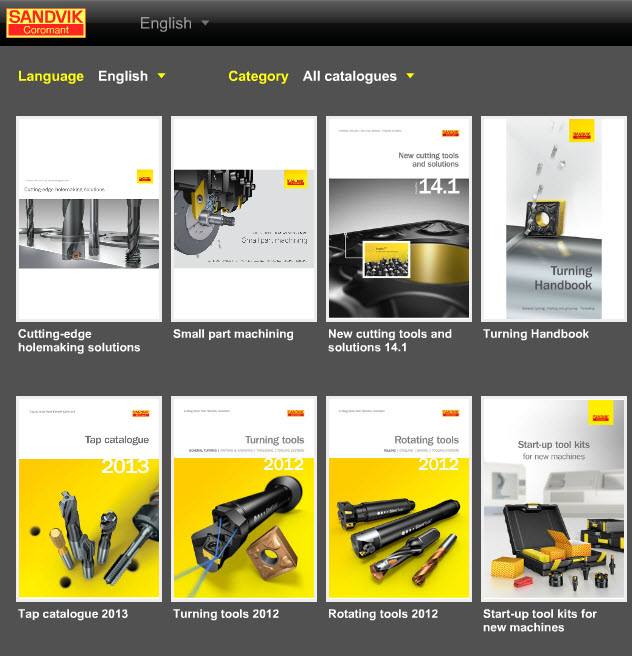 SANDVIK
Coromant
English
Language English
Category All catalogues
Cutting-edge holemaking solutions
Small part machining
New cutting tools
and solutions
14.1
Turning
Handbook
Cutting-edge
holemaking solutions
Small part machining
New cutting tools and
solutions 14.1
Turning Handbook
Tap catalogue
2013
Turning tools
2012
Rotating tools
2012
Start-up tool kits
for new machines
Tap catalogue 2013
Turning tools 2012
Rotating tools 2012
Start-up tool kits for
new machines